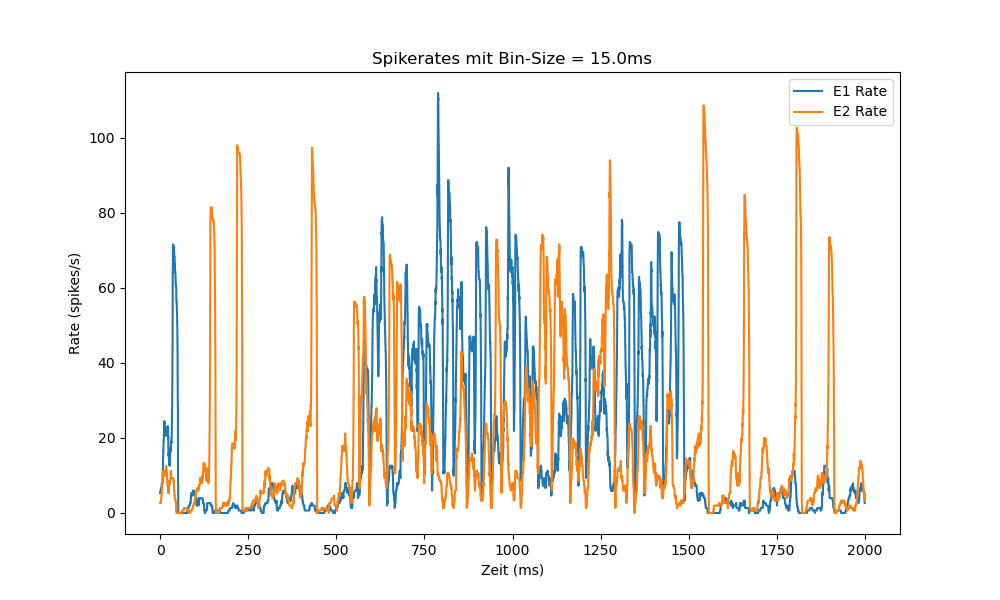 Spikerates mit Bin-Size = 15.0ms
E1 Rate
E2 Rate
Rate (spikes/s)
100
80
60
40
20
0
0 250 500 750 1000 1250 1500 1750 2000
Zeit (ms)